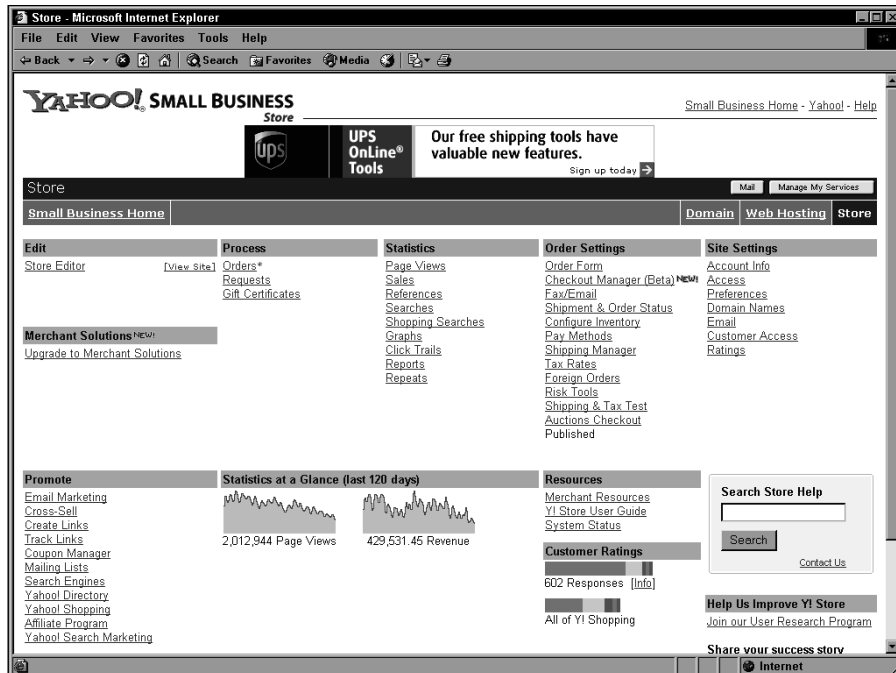 Store - Microsoft Internet Explorer
File Edit View Favorites Tools Help
Back Search Favorites Media
YAHOO! SMALL BUSINESS
Store
Small Business Home - Yahoo! - Help
ups
UPS
OnLine®
Tools
Our free shipping tools have
valuable new features.
Sign up today
Store Mail Manage My Services
Small Business Home Domain Web Hosting Store
Edit
Store Editor [View Site]
Merchant Solutions NEW!
Upgrade to Merchant Solutions
Process
Orders*
Requests
Gift Certificates
Statistics
Page Views
Sales
References
Searches
Shopping Searches
Graphs
Click Trails
Reports
Repeats
Order Settings
Order Form
Checkout Manager (Beta) NEW!
Fax/Email
Shipment & Order Status
Configure Inventory
Pay Methods
Shipping Manager
Tax Rates
Foreign Orders
Risk Tools
Shipping & Tax Test
Auctions Checkout
Published
Site Settings
Account Info
Access
Preferences
Domain Names
Email
Customer Access
Ratings
Promote
Email Marketing
Cross-Sell
Create Links
Track Links
Coupon Manager
Mailing Lists
Search Engines
Yahoo! Directory
Yahoo! Shopping
Affiliate Program
Yahoo! Search Marketing
Statistics at a Glance (last 120 days)
2,012,944 Page Views 429,531.45 Revenue
Resources
Merchant Resources
Y! Store User Guide
System Status
Customer Ratings
602 Responses [Info]
All of Y! Shopping
Search Store Help
Search
Contact Us
Help Us Improve Y! Store
Join our User Research Program
Share your success story
Internet